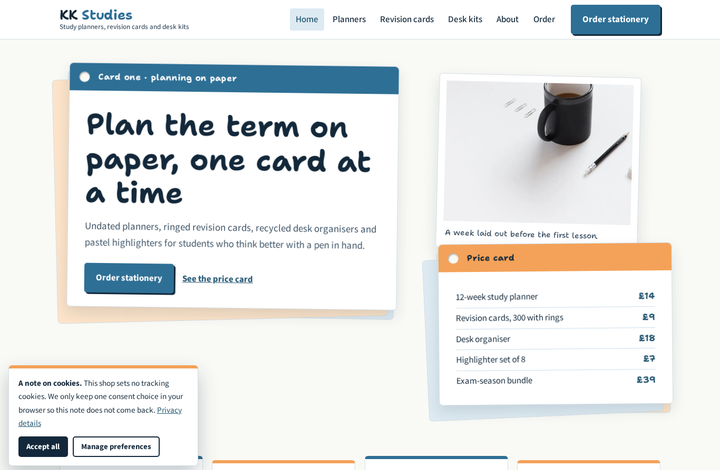 KK Studies
Study planners, revision cards and desk kits
Home
Planners
Revision cards
Desk kits
About
Order
Order stationery
Card one · planning on paper
Plan the term on
paper, one card at
a time
Undated planners, ringed revision cards, recycled desk organisers and
pastel highlighters for students who think better with a pen in hand.
Order stationery
See the price card
A week laid out before the first lesson.
Price card
12-week study planner £14
Revision cards, 300 with rings £9
Desk organiser £18
Highlighter set of 8 £7
Exam-season bundle £39
A note on cookies. This shop sets no tracking
cookies. We only keep one consent choice in your
browser so this note does not come back. Privacy
details
Accept all
Manage preferences